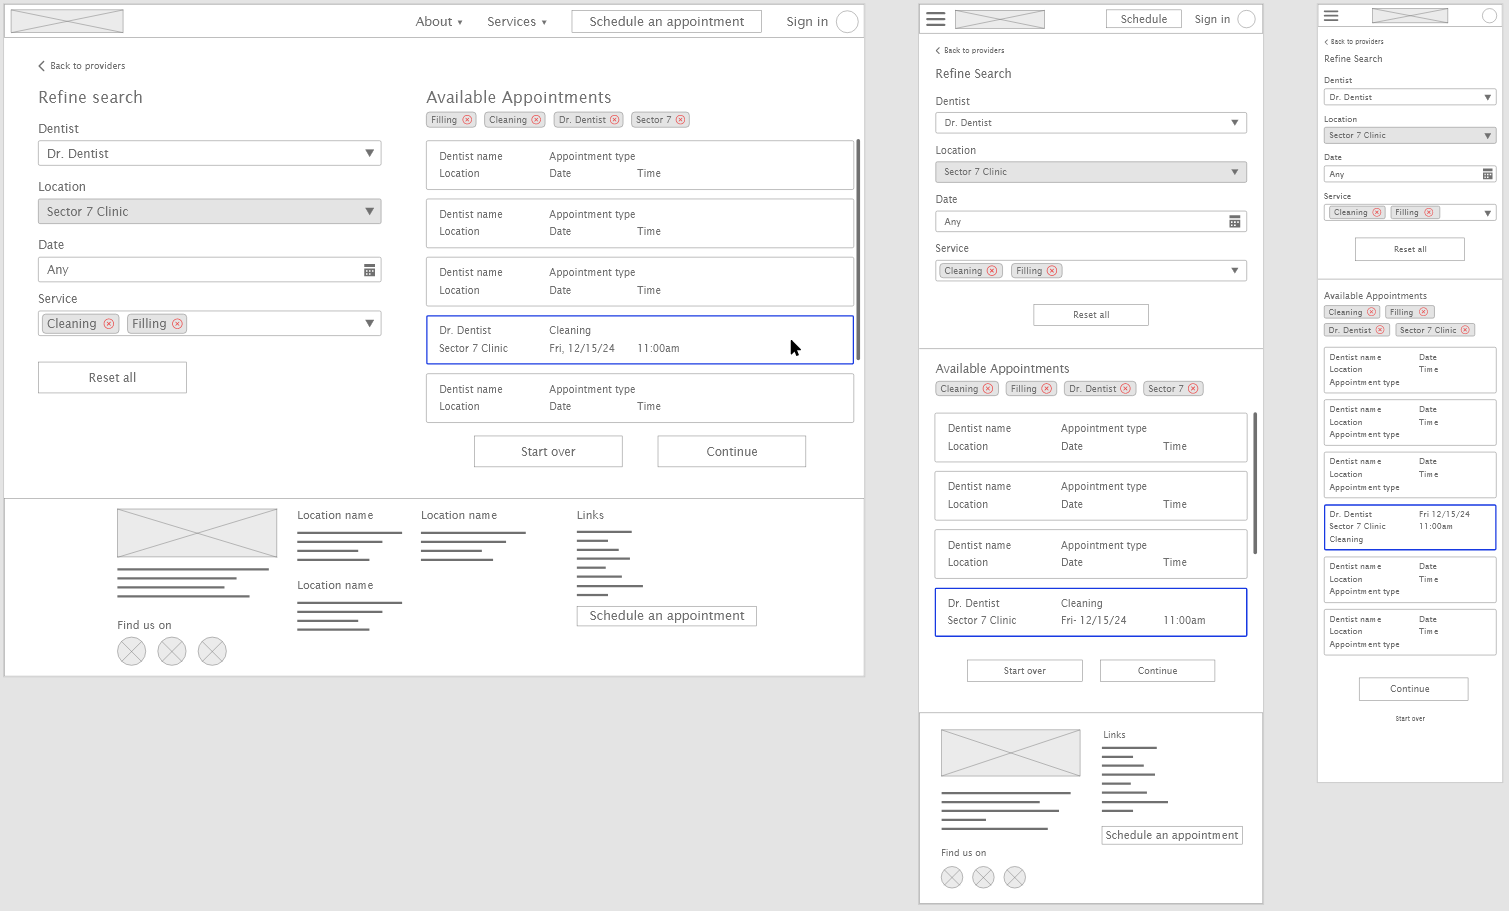 About ▾ Services ▾ Schedule an appointment Sign in
Back to providers
Refine search
Dentist
Dr. Dentist
Location
Sector 7 Clinic
Date
Any
Service
Cleaning Filling
Reset all
Available Appointments
Filling Cleaning Dr. Dentist Sector 7
Dentist name Appointment type
Location Date Time
Dentist name Appointment type
Location Date Time
Dentist name Appointment type
Location Date Time
Dr. Dentist Cleaning
Sector 7 Clinic Fri, 12/15/24 11:00am
Dentist name Appointment type
Location Date Time
Start over Continue
Find us on
Location name
Location name
Location name
Links
Schedule an appointment
Schedule Sign in
Back to providers
Refine Search
Dentist
Dr. Dentist
Location
Sector 7 Clinic
Date
Any
Service
Cleaning Filling
Reset all
Available Appointments
Cleaning Filling Dr. Dentist Sector 7
Dentist name Appointment type
Location Date Time
Dentist name Appointment type
Location Date Time
Dentist name Appointment type
Location Date Time
Dr. Dentist Cleaning
Sector 7 Clinic Fri- 12/15/24 11:00am
Start over Continue
Find us on
Links
Schedule an appointment
Back to providers
Refine Search
Dentist
Dr. Dentist
Location
Sector 7 Clinic
Date
Any
Service
Cleaning Filling
Reset all
Available Appointments
Cleaning Filling
Dr. Dentist Sector 7 Clinic
Dentist name Date
Location Time
Appointment type
Dentist name Date
Location Time
Appointment type
Dentist name Date
Location Time
Appointment type
Dr. Dentist Fri 12/15/24
Sector 7 Clinic 11:00am
Cleaning
Dentist name Date
Location Time
Appointment type
Dentist name Date
Location Time
Appointment type
Continue
Start over